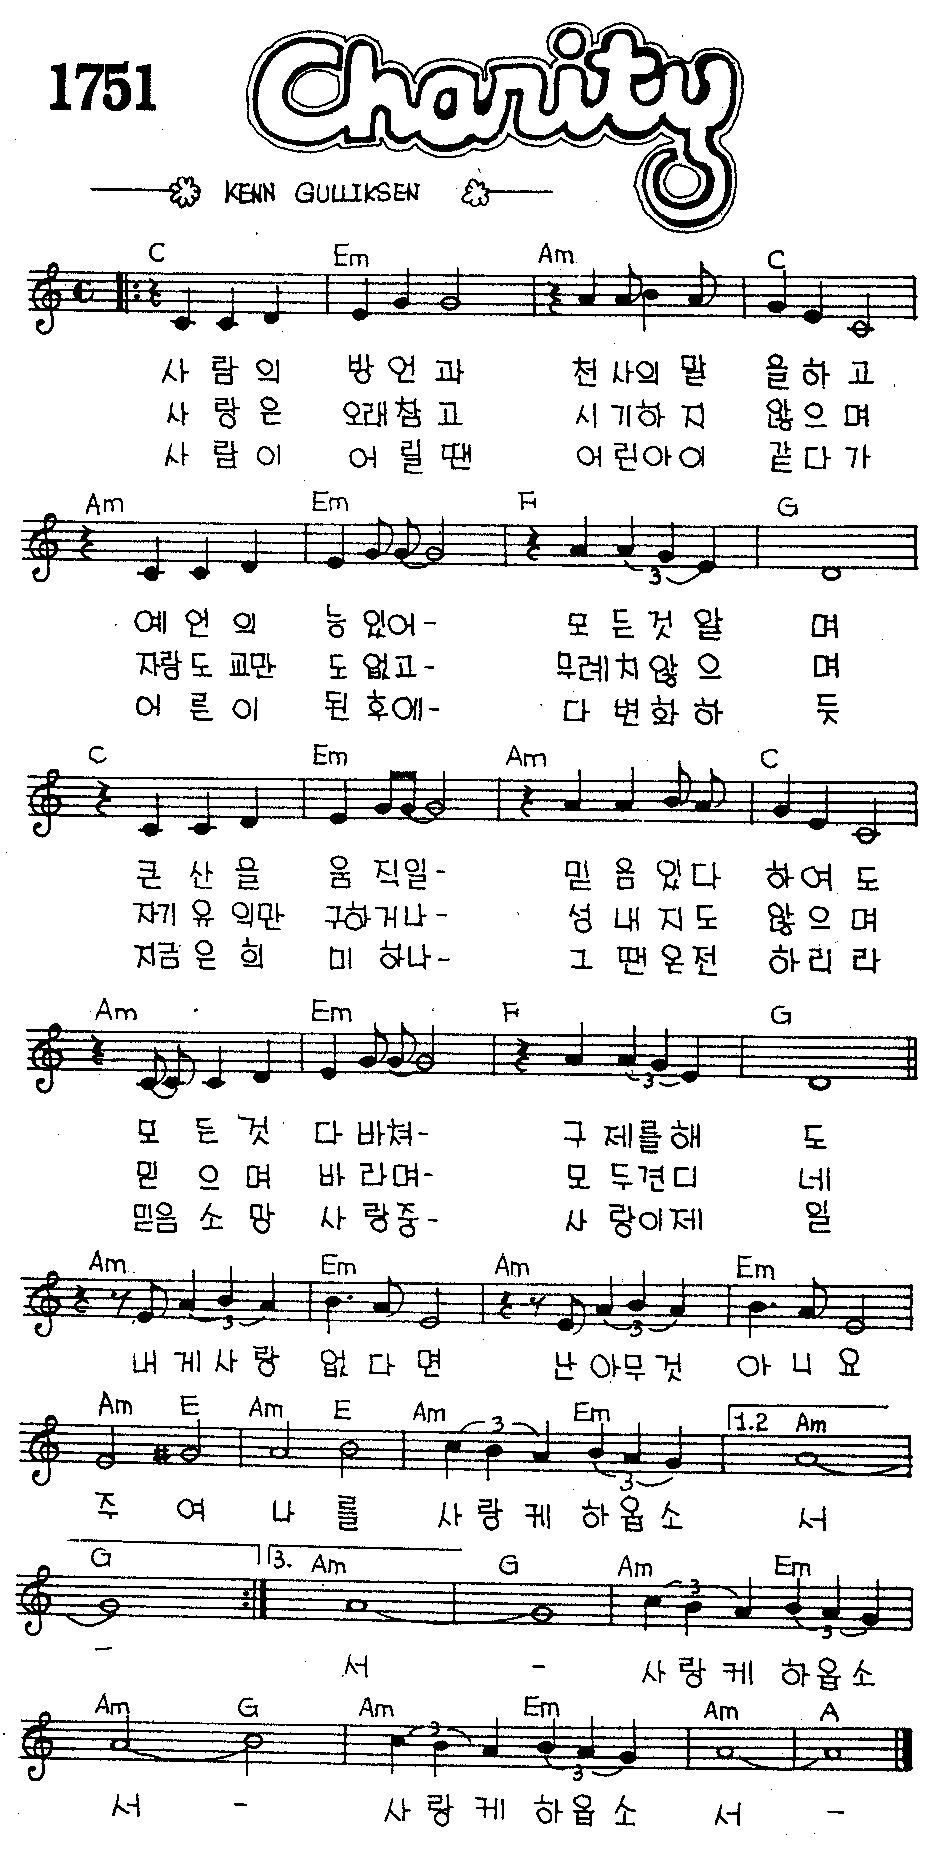 1751
Charity
KENN GULLIKSEN
C Em Am C
사 람 의 방 언 과 천 사의 말 을 하 고
사 랑 은 오래 참 고 시 기하 지 않 으 며
사 람 이 어 릴 땐 어 린아이 같 다 가
Am Em F G
예 언 의 능 있어- 모 든 것 알 며
자랑 도 교만 도 없고- 무례 치 않 으 며
어 른 이 된 후에- 다 변 화 하 듯
C Em Am C
큰 산 을 움 직일- 믿 음 있 다 하 여 도
자기 유 익만 구하거나- 성 내 지 도 않 으 며
지금 은 희 미 하나- 그 땐 온 전 하 리 라
Am Em F G
모 든 것 다 바쳐- 구 제를해 도
믿 으 며 바 라며- 모 두견디 네
믿음 소 망 사 랑중- 사 랑이제 일
Am Em Am Em
3 3
내 게 사 랑 없 다 면 난 아무 것 아 니 요
Am E Am E Am Em 1.2 Am
3 3
주 여 나 를 사 랑 케 하 옵 소 서
G 3. Am G Am Em
3 3
- 서 - 사 랑 케 하 옵 소
Am G Am Em Am A
3 3
서 - 사 랑 케 하 옵 소 서 -